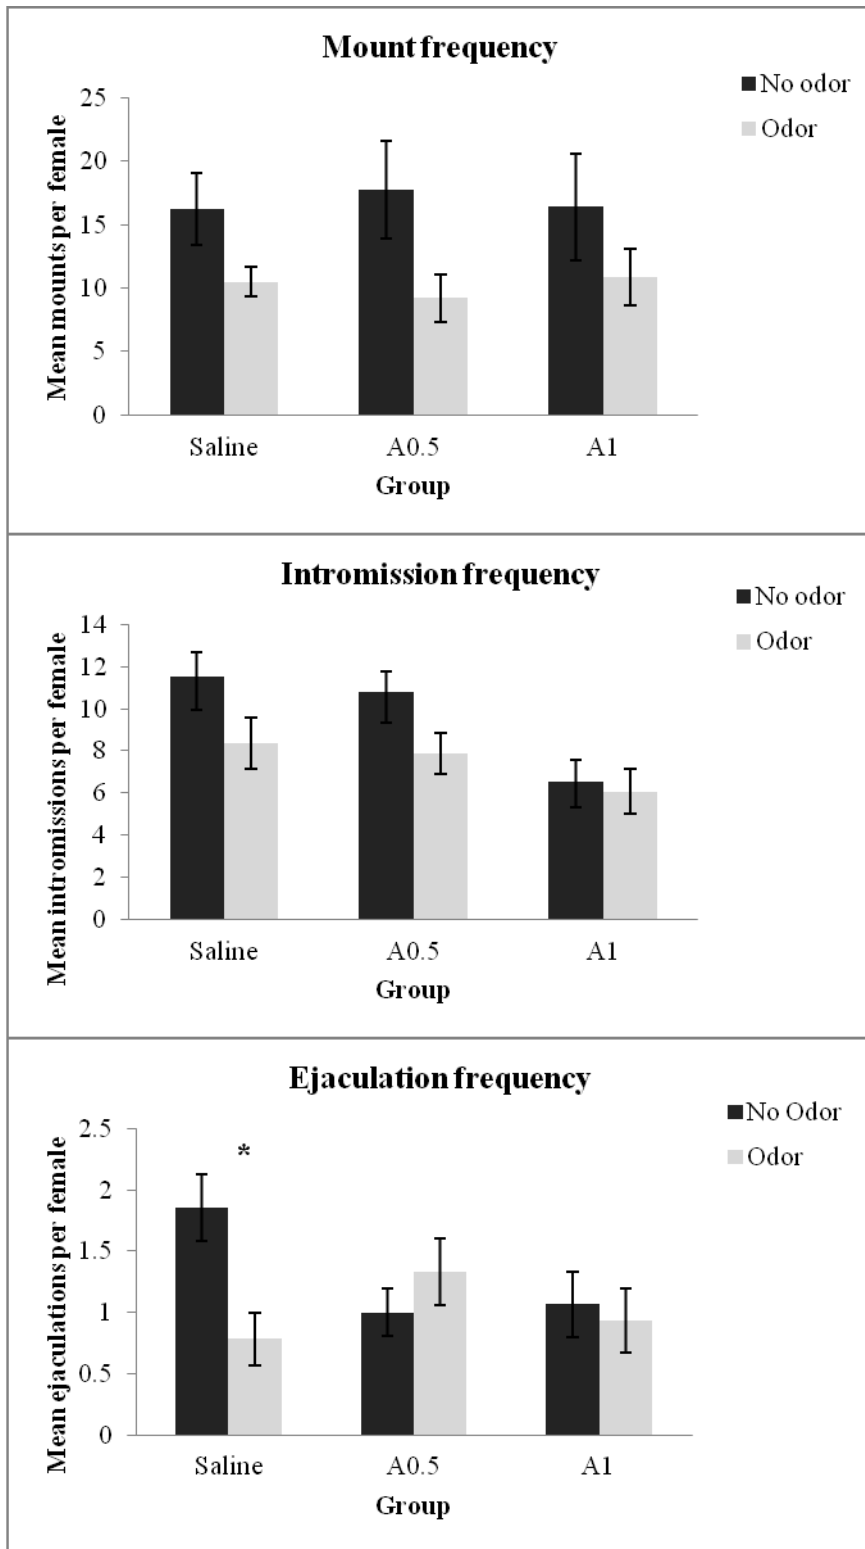 Mount frequency
No odor
Odor
Mean mounts per female
25
20
15
10
5
0
Saline A0.5 A1
Group
Intromission frequency
No odor
Odor
Mean intromissions per female
14
12
10
8
6
4
2
0
Saline A0.5 A1
Group
Ejaculation frequency
No Odor
Odor
Mean ejaculations per female
2.5
2
1.5
1
0.5
0
*
Saline A0.5 A1
Group